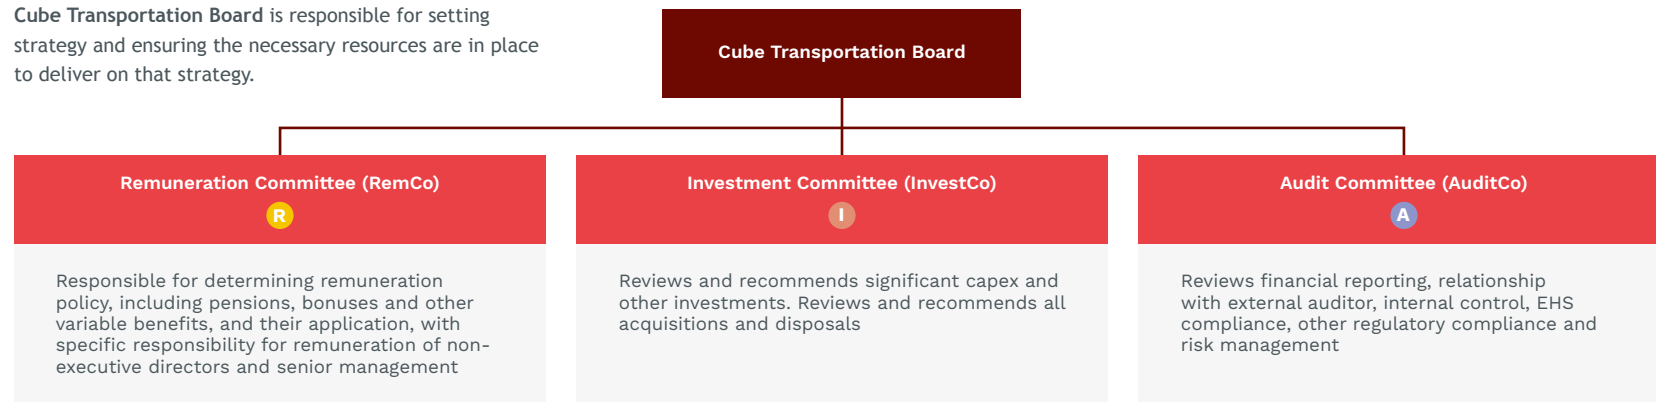 Cube Transportation Board is responsible for setting
strategy and ensuring the necessary resources are in place
to deliver on that strategy.
Cube Transportation Board
Remuneration Committee (RemCo)
R
Responsible for determining remuneration
policy, including pensions, bonuses and other
variable benefits, and their application, with
specific responsibility for remuneration of non-
executive directors and senior management
Investment Committee (InvestCo)
I
Reviews and recommends significant capex and
other investments. Reviews and recommends all
acquisitions and disposals
Audit Committee (AuditCo)
A
Reviews financial reporting, relationship
with external auditor, internal control, EHS
compliance, other regulatory compliance and
risk management